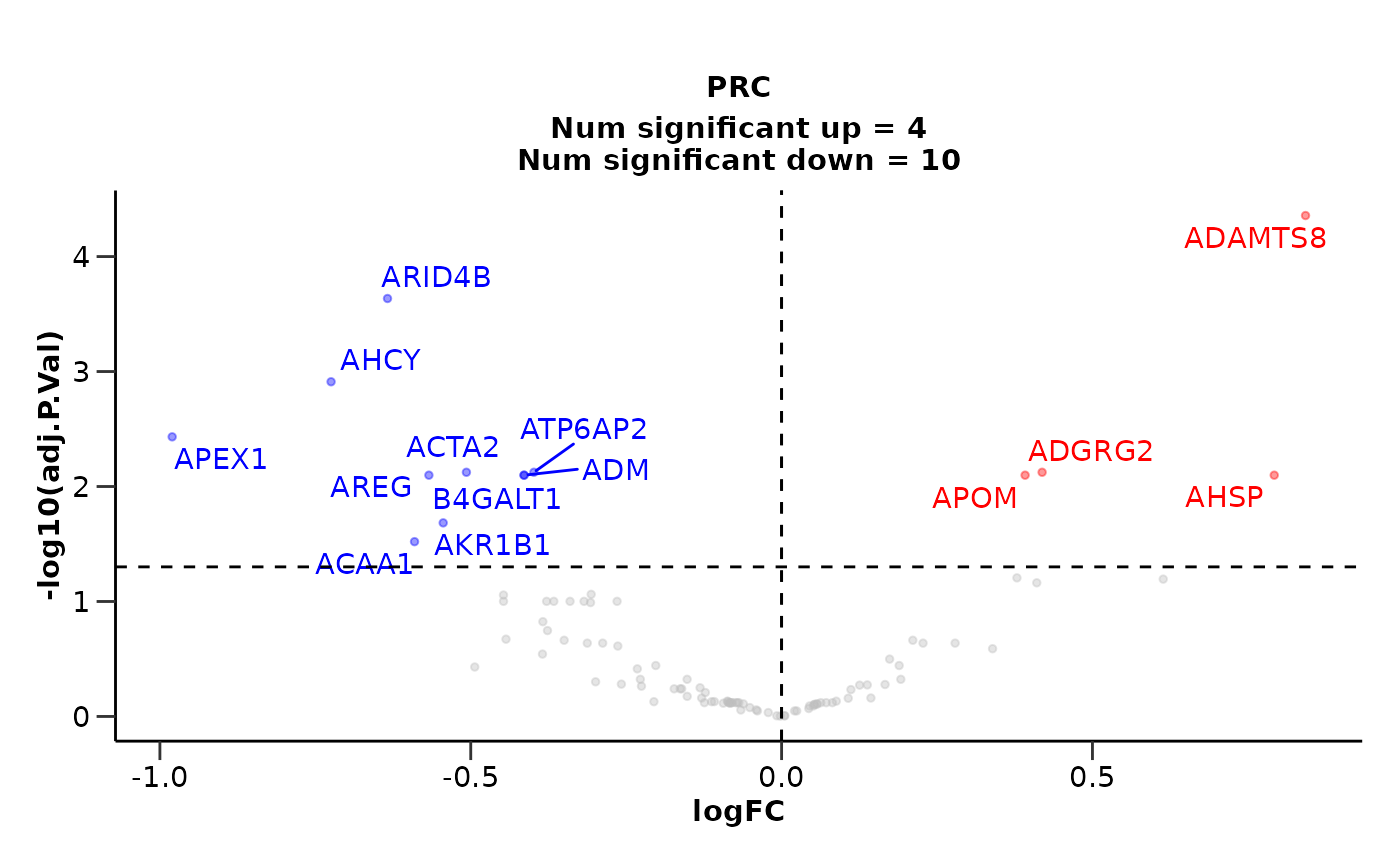 PRC
Num significant up = 4
Num significant down = 10
-log10(adj.P.Val)
4
3
2
1
0
ADAMTS8
ARID4B
AHCY
APEX1
ATP6AP2
ACTA2
ADGRG2
ADM
AREG
B4GALT1
APOM
AHSP
AKR1B1
ACAA1
-1.0
-0.5
0.0
0.5
logFC